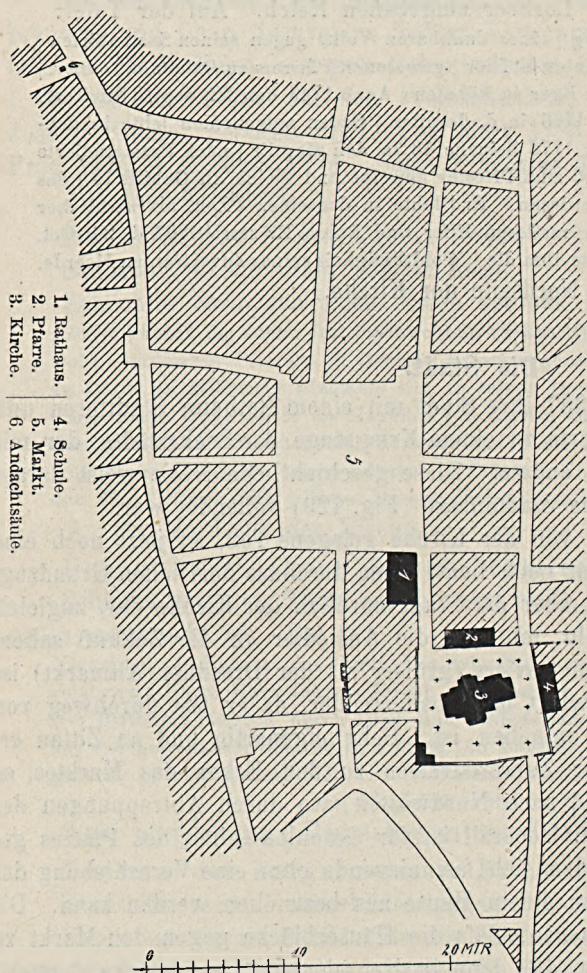 6
5
1
2
4
3
1. Rathaus. 4. Schule.
2. Pfarre. 5. Markt.
3. Kirche. 6. Andachtsäule.
0 10 20 MTR